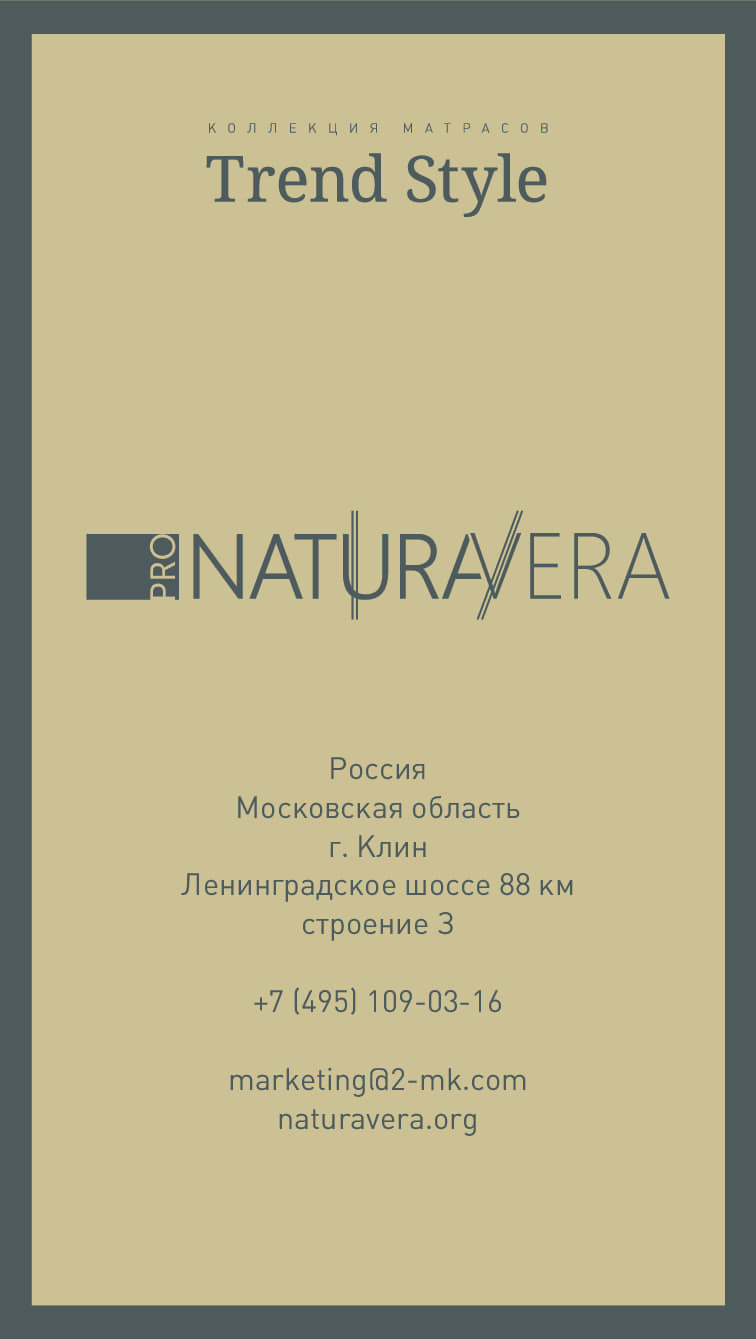 КОЛЛЕКЦИЯ МАТРАСОВ
Trend Style
PRO NATURAVERA
Россия
Московская область
г. Клин
Ленинградское шоссе 88 км
строение 3
+7 (495) 109-03-16
marketing@2-mk.com
naturavera.org